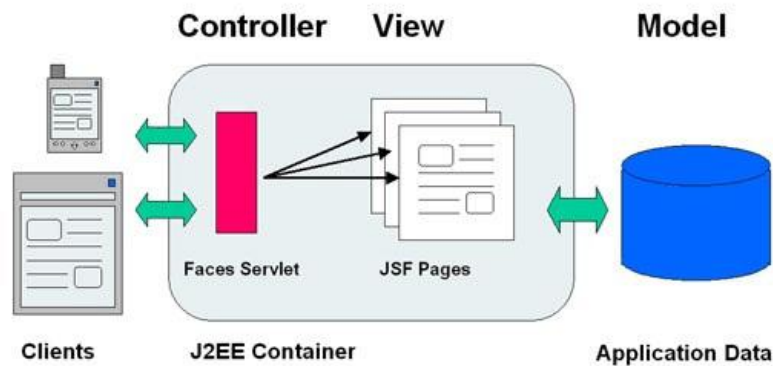 Controller View Model
Faces Servlet JSF Pages
Clients J2EE Container Application Data